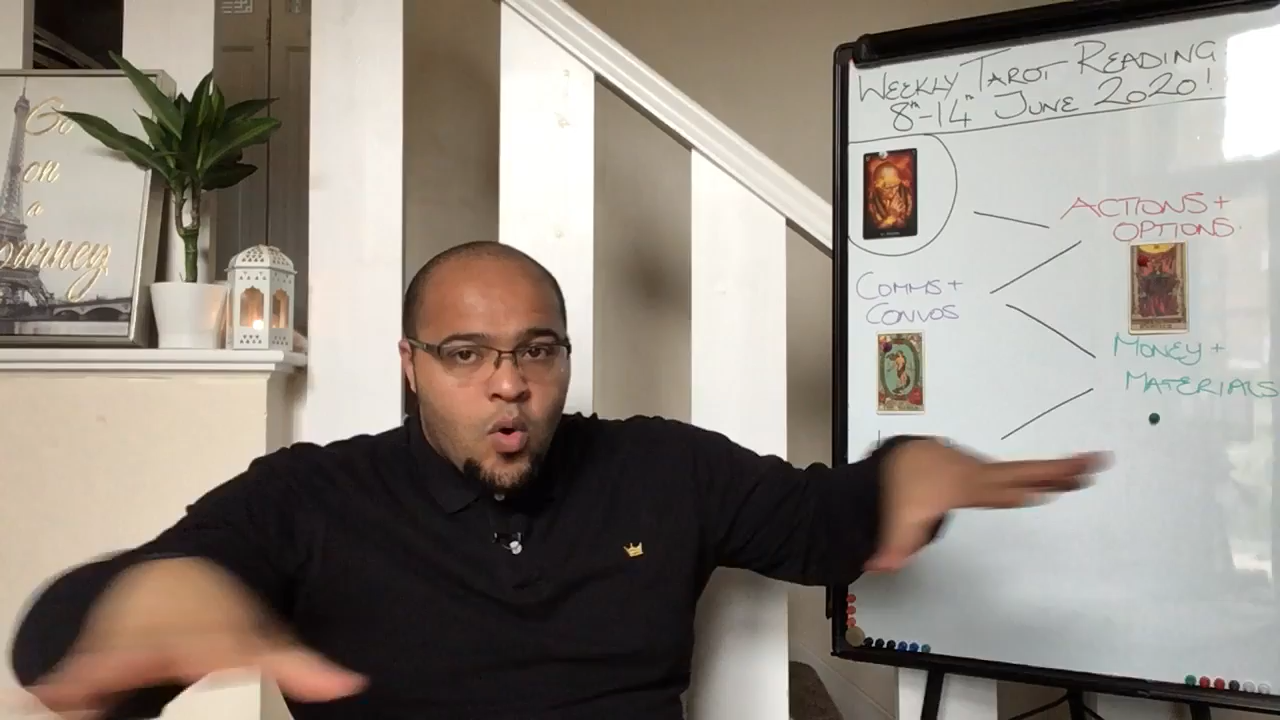 Go
on
a
Journey
WEEKLY TAROT READING
8TH-14TH JUNE 2020!
ACTIONS+
OPTIONS.
COMMS+
CONVOS
MONEY+
MATERIALS